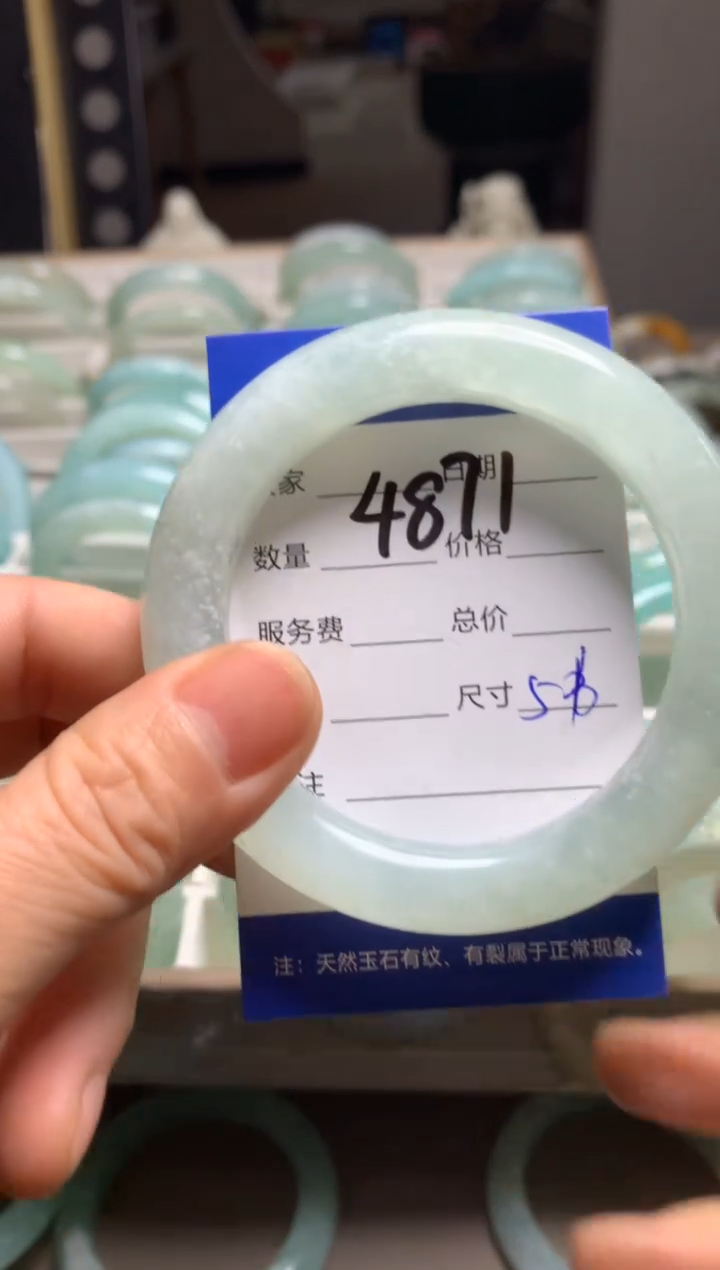 家 日期
4871
数量 价格
服务费 总价
尺寸
注
注：天然玉石有纹、有裂属于正常现象。